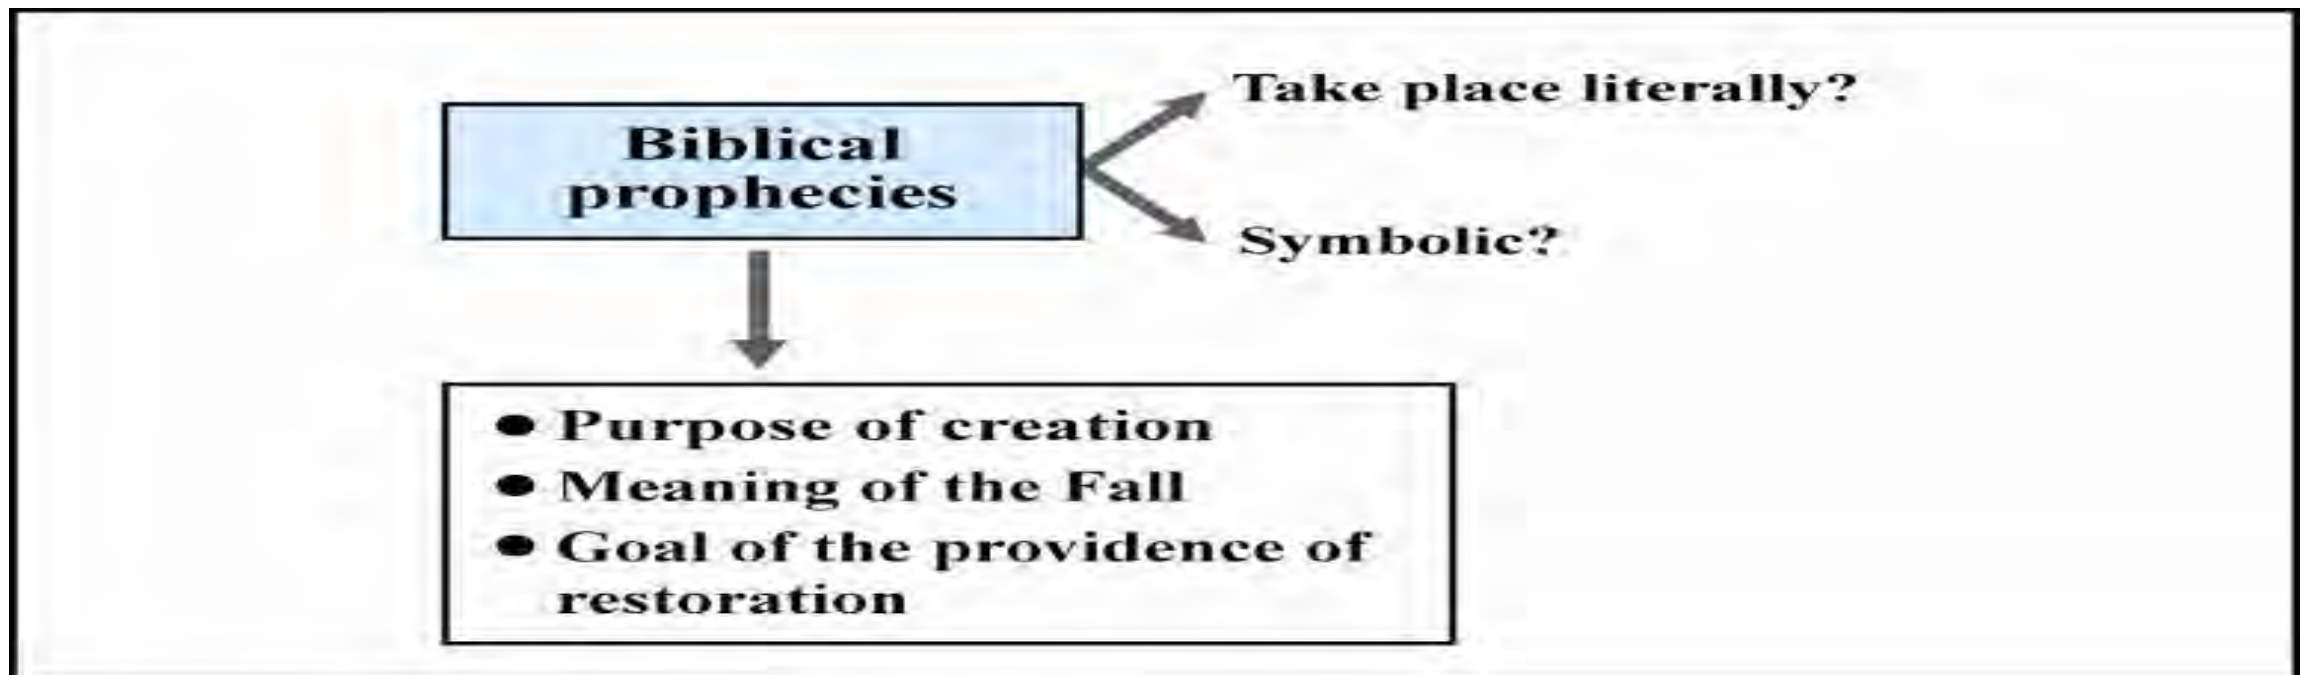 Take place literally?
Biblical
prophecies
Symbolic?
● Purpose of creation
● Meaning of the Fall
● Goal of the providence of
restoration